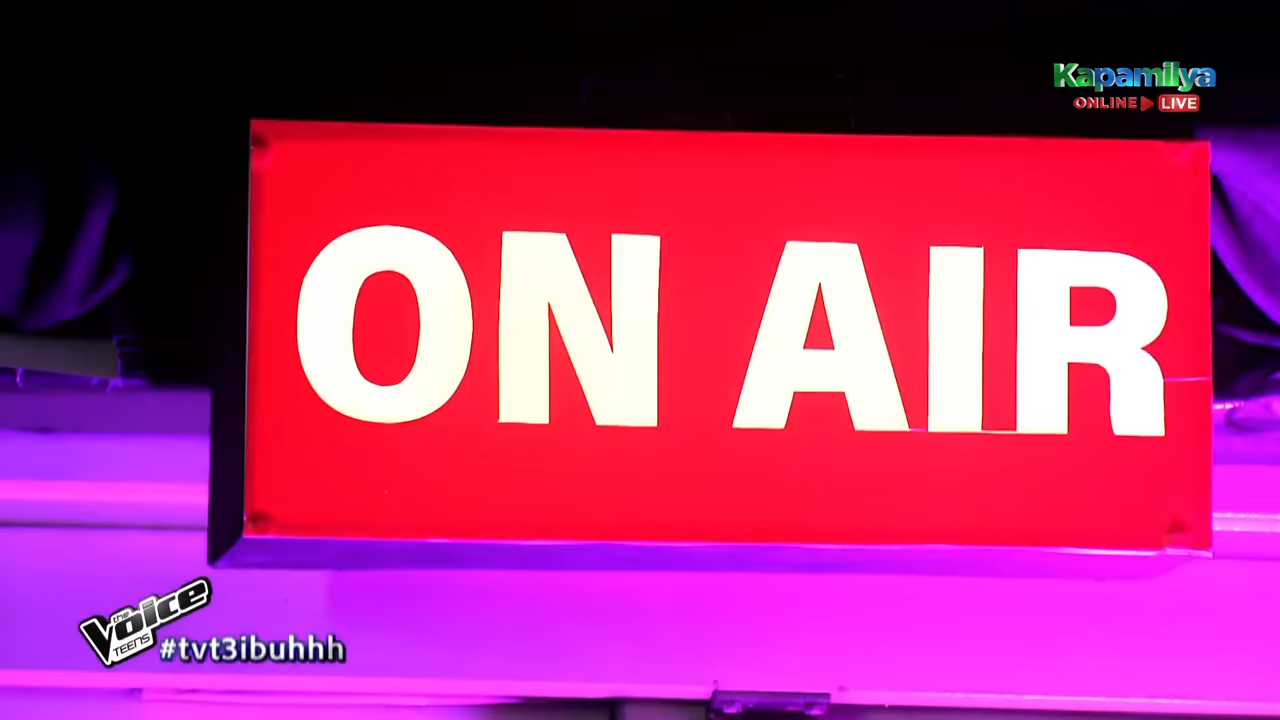 Kapamilya
ONLINE LIVE
ON AIR
the Voice TEENS
#tvt3ibuhhh